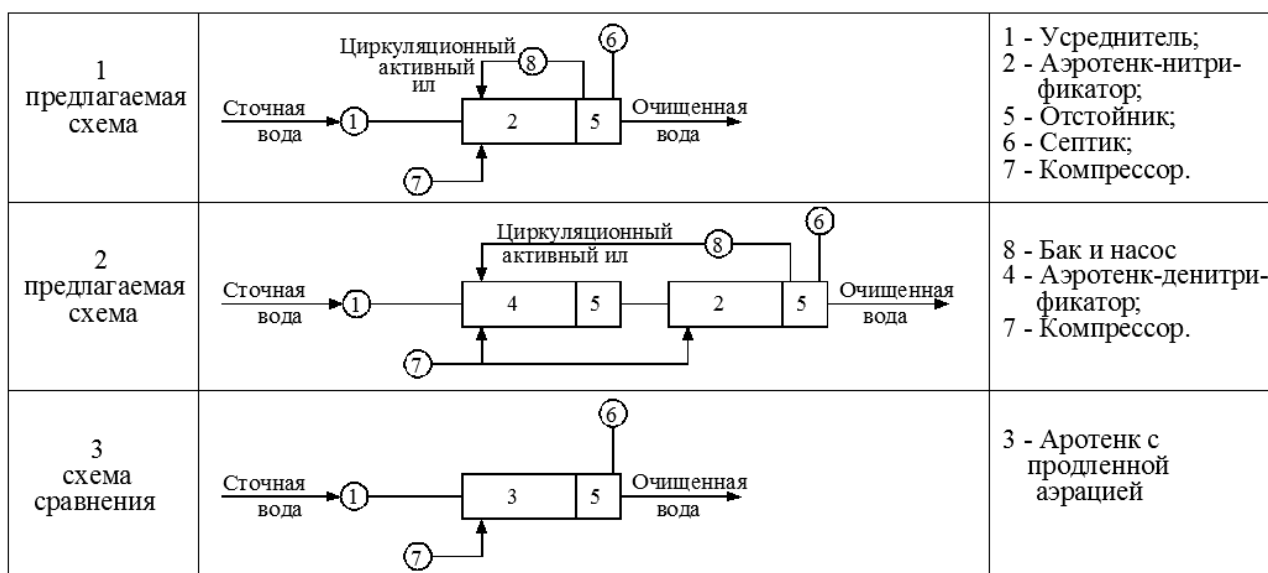 1
предлагаемая
схема
Циркуляционный
активный
ил
8
6
Сточная
вода
1
2
5
Очищенная
вода
7
1 - Усреднитель;
2 - Аэротенк-нитри-
фикатор;
5 - Отстойник;
6 - Септик;
7 - Компрессор.
2
предлагаемая
схема
Циркуляционный
активный ил
8
6
Сточная
вода
1
4
5
2
5
Очищенная
вода
7
8 - Бак и насос
4 - Аэротенк-денитри-
фикатор;
7 - Компрессор.
3
схема
сравнения
6
Сточная
вода
1
3
5
Очищенная
вода
7
3 - Аротенк с
продленной
аэрацией